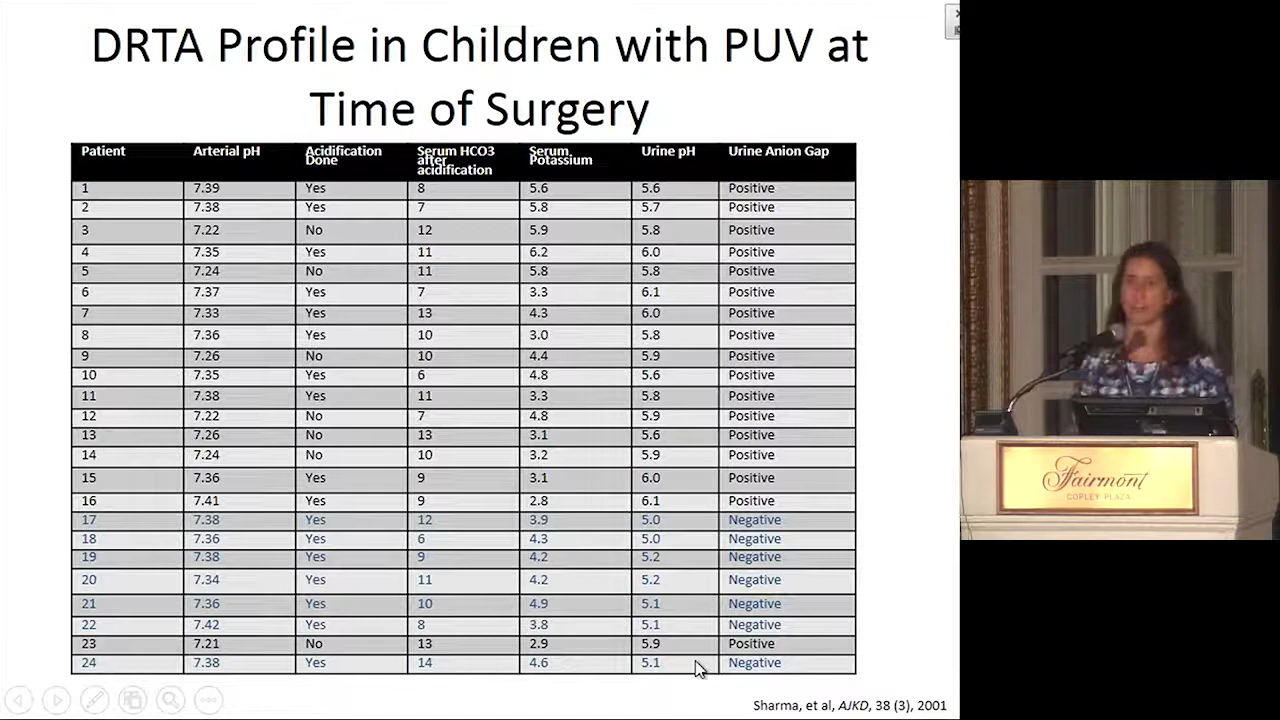 DRTA Profile in Children with PUV at
Time of Surgery
Patient Arterial pH Acidification Done Serum HCO3 after acidification Serum Potassium Urine pH Urine Anion Gap
1 7.39 Yes 8 5.6 5.6 Positive
2 7.38 Yes 7 5.8 5.7 Positive
3 7.22 No 12 5.9 5.8 Positive
4 7.35 Yes 11 6.2 6.0 Positive
5 7.24 No 11 5.8 5.8 Positive
6 7.37 Yes 7 3.3 6.1 Positive
7 7.33 Yes 13 4.3 6.0 Positive
8 7.36 Yes 10 3.0 5.8 Positive
9 7.26 No 10 4.4 5.9 Positive
10 7.35 Yes 6 4.8 5.6 Positive
11 7.38 Yes 11 3.3 5.8 Positive
12 7.22 No 7 4.8 5.9 Positive
13 7.26 No 13 3.1 5.6 Positive
14 7.24 No 10 3.2 5.9 Positive
15 7.36 Yes 9 3.1 6.0 Positive
16 7.41 Yes 9 2.8 6.1 Positive
17 7.38 Yes 12 3.9 5.0 Negative
18 7.36 Yes 6 4.3 5.0 Negative
19 7.38 Yes 9 4.2 5.2 Negative
20 7.34 Yes 11 4.2 5.2 Negative
21 7.36 Yes 10 4.9 5.1 Negative
22 7.42 Yes 8 3.8 5.1 Negative
23 7.21 No 13 2.9 5.9 Positive
24 7.38 Yes 14 4.6 5.1 Negative
Sharma, et al, AJKD, 38 (3), 2001
Fairmont
COPLEY PLAZA